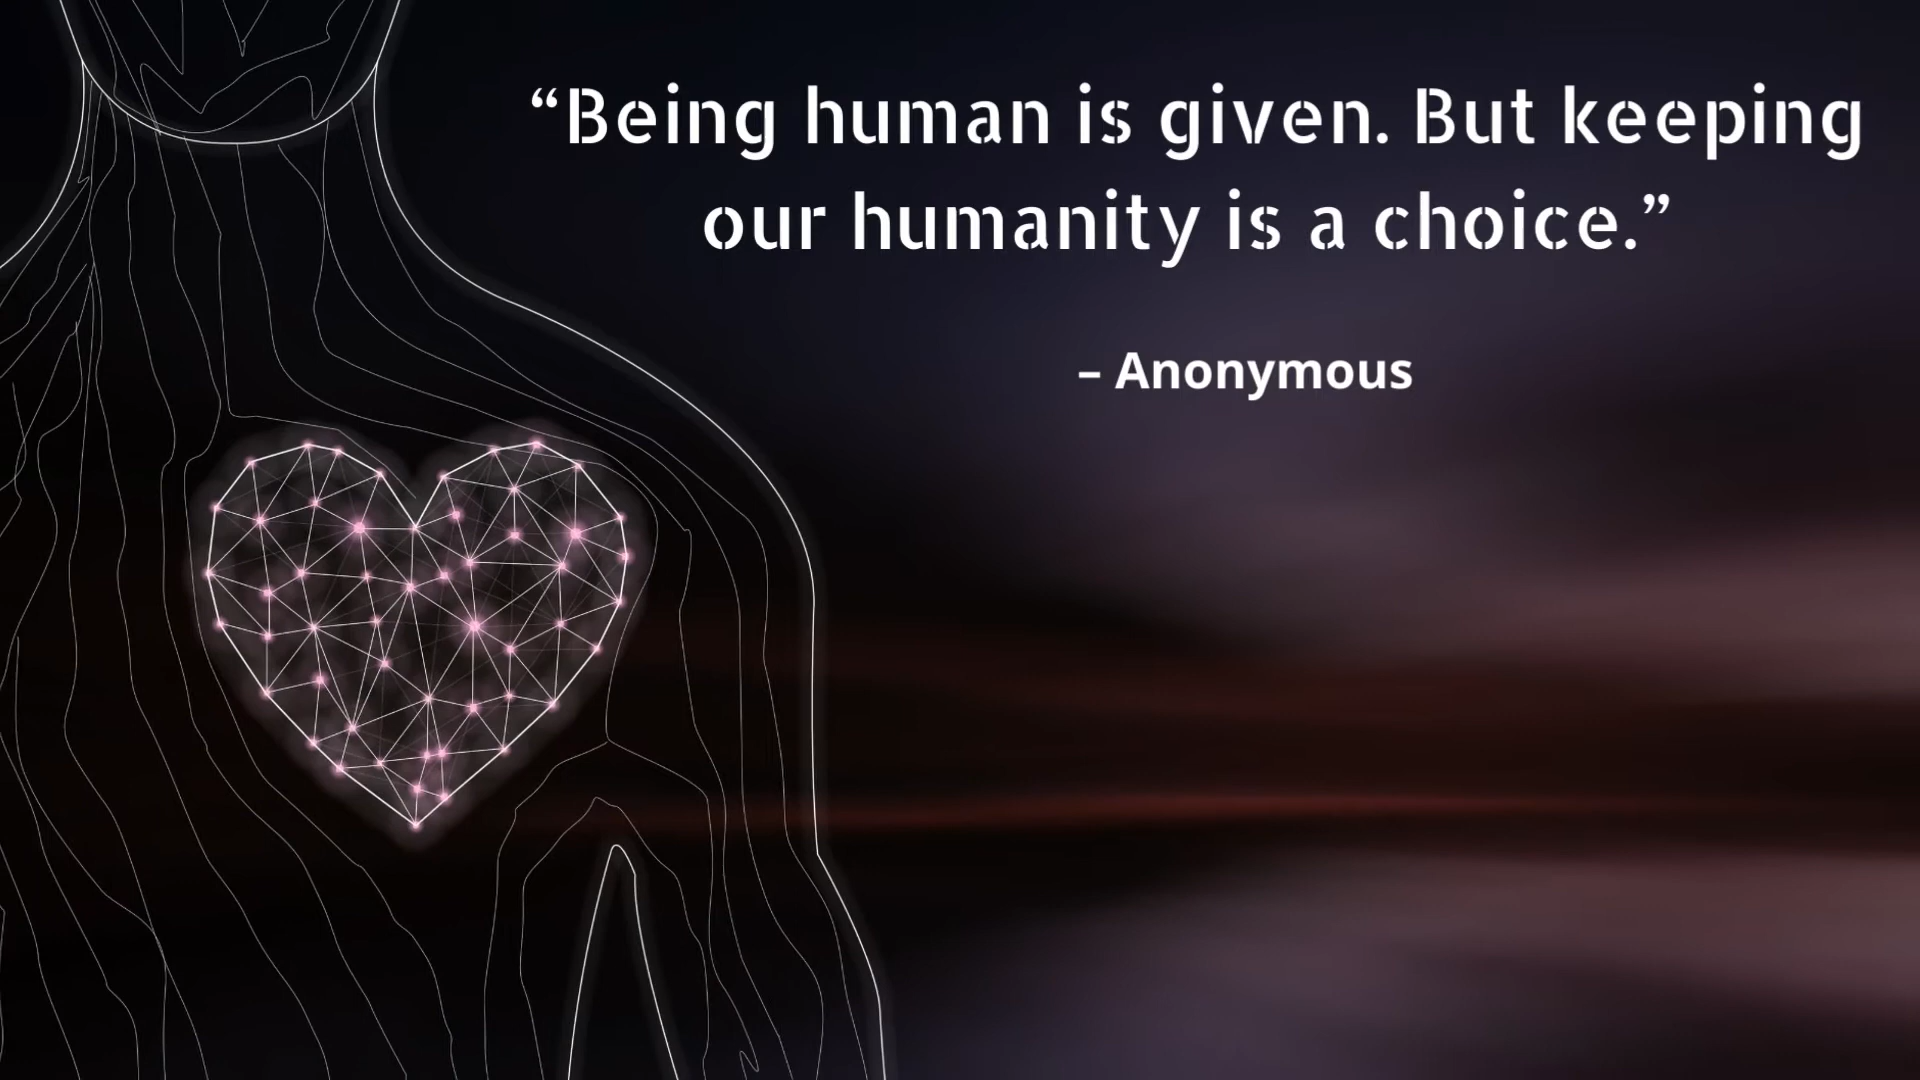 “Being human is given. But keeping
our humanity is a choice.”
– Anonymous